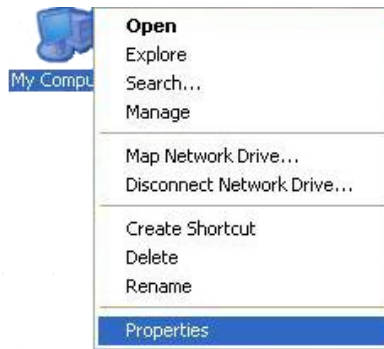 My Compu
Open
Explore
Search...
Manage
Map Network Drive...
Disconnect Network Drive...
Create Shortcut
Delete
Rename
Properties